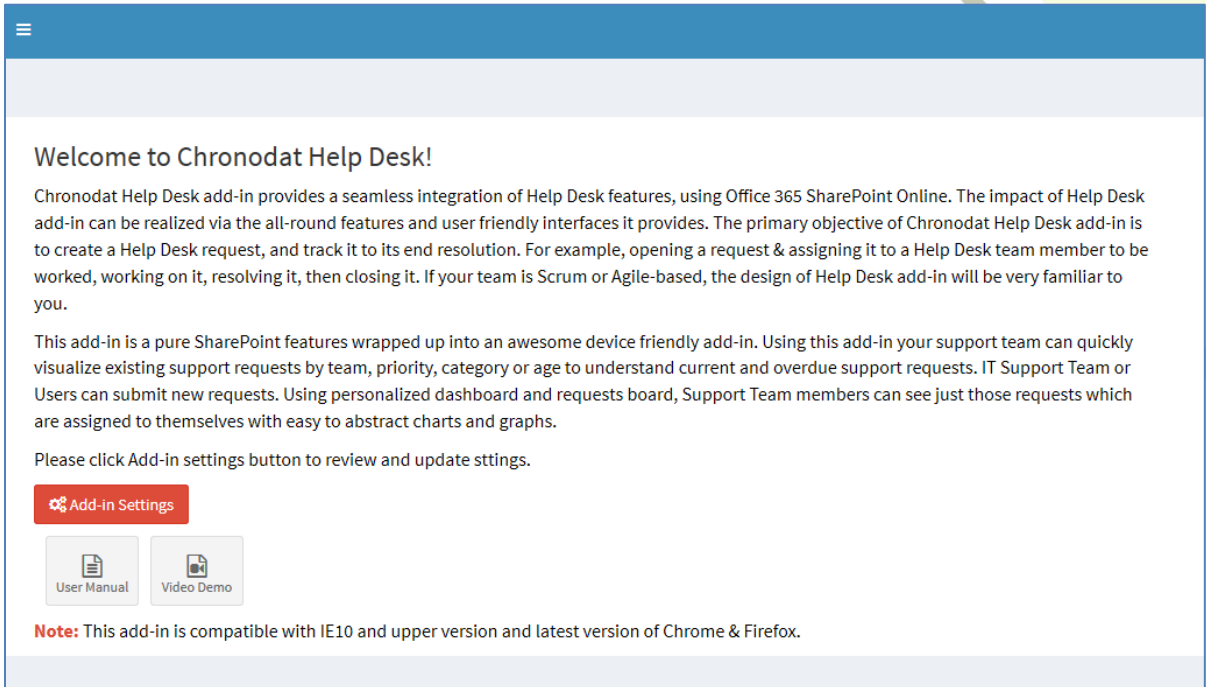 Welcome to Chronodat Help Desk!
Chronodat Help Desk add-in provides a seamless integration of Help Desk features, using Office 365 SharePoint Online. The impact of Help Desk
add-in can be realized via the all-round features and user friendly interfaces it provides. The primary objective of Chronodat Help Desk add-in is
to create a Help Desk request, and track it to its end resolution. For example, opening a request & assigning it to a Help Desk team member to be
worked, working on it, resolving it, then closing it. If your team is Scrum or Agile-based, the design of Help Desk add-in will be very familiar to
you.
This add-in is a pure SharePoint features wrapped up into an awesome device friendly add-in. Using this add-in your support team can quickly
visualize existing support requests by team, priority, category or age to understand current and overdue support requests. IT Support Team or
Users can submit new requests. Using personalized dashboard and requests board, Support Team members can see just those requests which
are assigned to themselves with easy to abstract charts and graphs.
Please click Add-in settings button to review and update sttings.
Add-in Settings
User Manual Video Demo
Note: This add-in is compatible with IE10 and upper version and latest version of Chrome & Firefox.